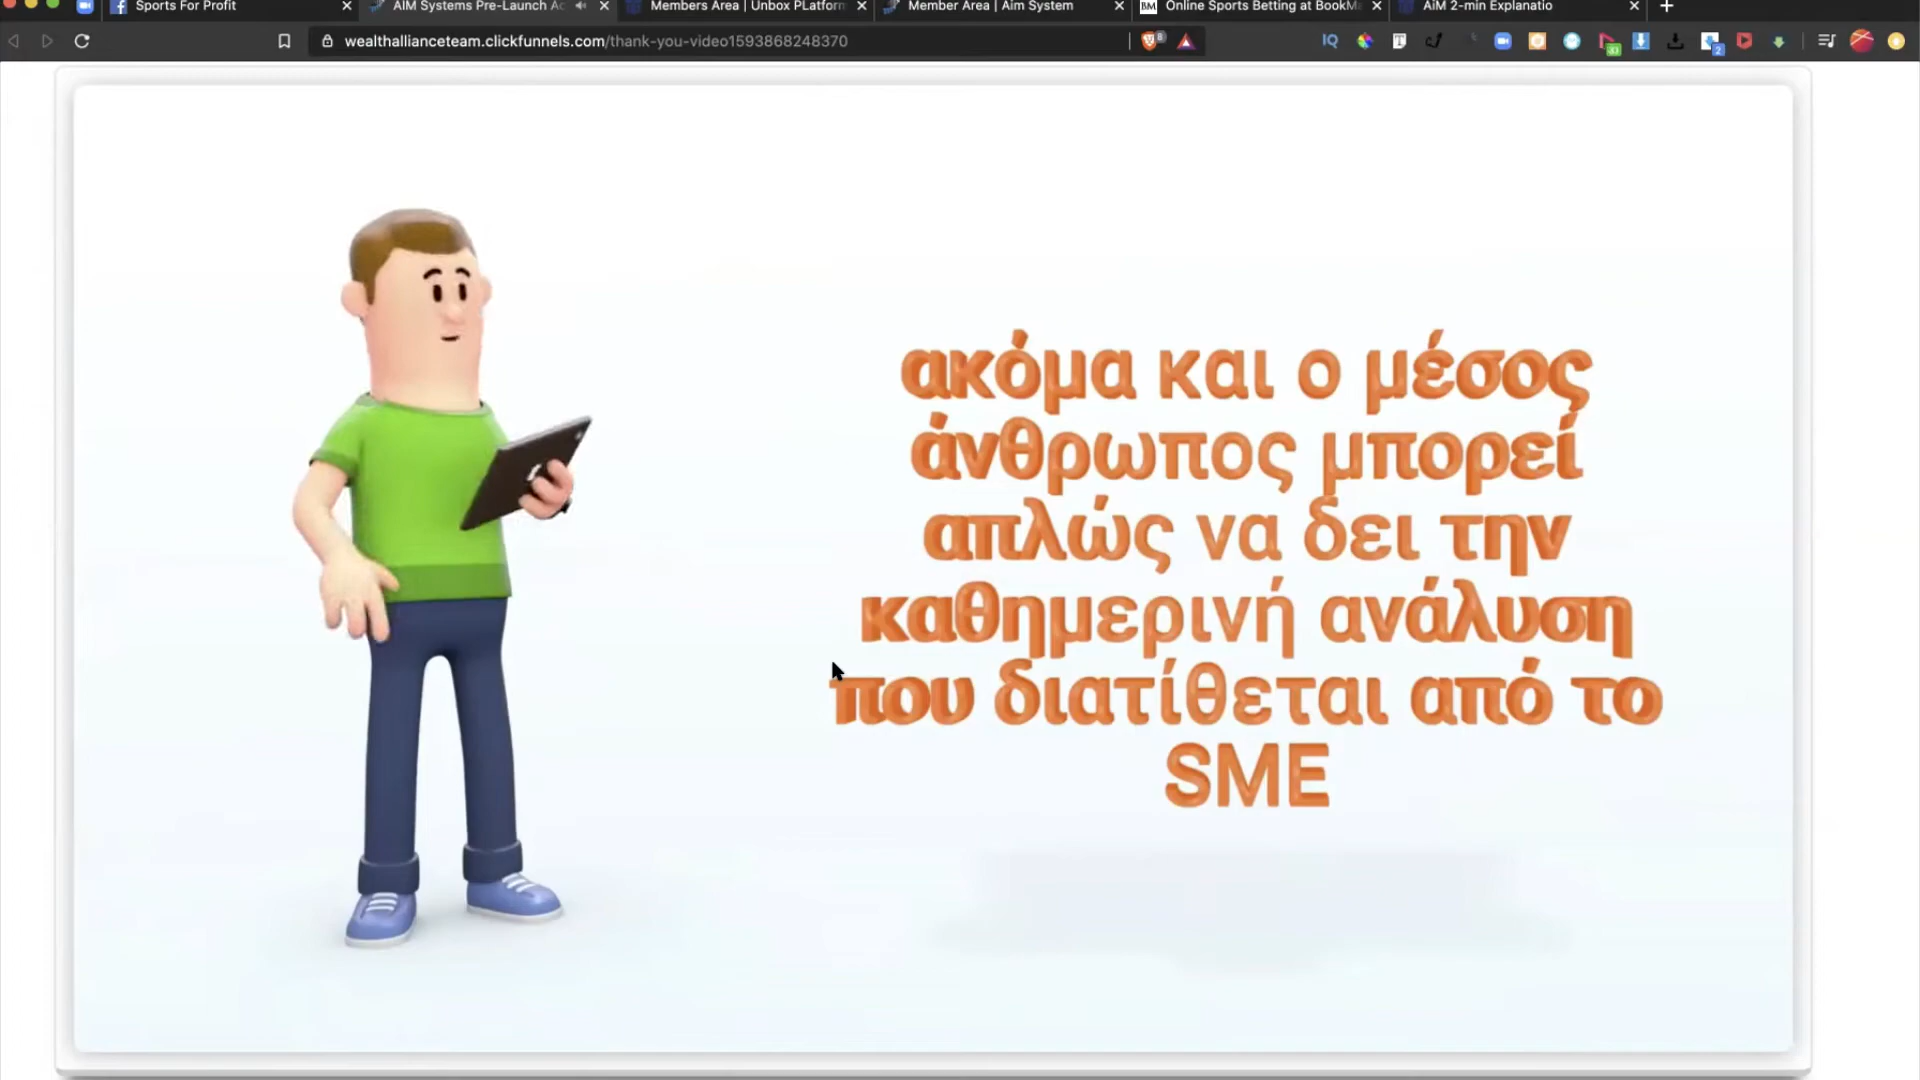 Sports For Profit
AIM Systems Pre-Launch Ac
Members Area | Unbox PLatform
Member Area | Aim System
BM Online Sports Betting at BookMa
AiM 2-min Explanatio
wealthallianceteam.clickfunnels.com/thank-you-video1593868248370
ακόμα και ο μέσος
άνθρωπος μπορεί
απλώς να δει την
καθημερινή ανάλυση
που διατίθεται από το
SME